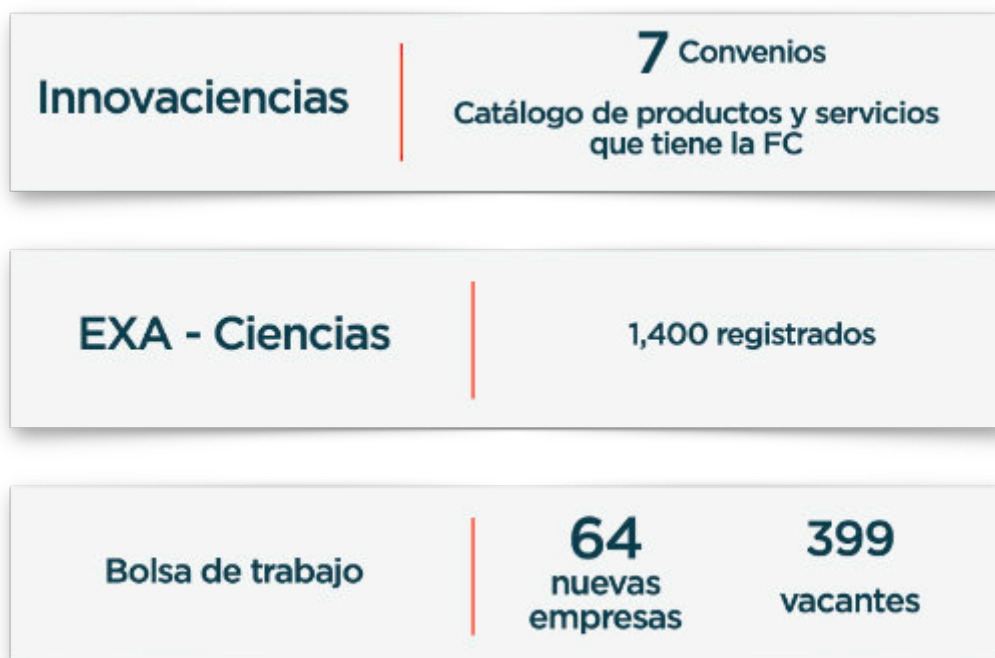 Innovaciencias
7 Convenios
Catálogo de productos y servicios
que tiene la FC
EXA - Ciencias
1,400 registrados
Bolsa de trabajo
64
nuevas
empresas
399
vacantes